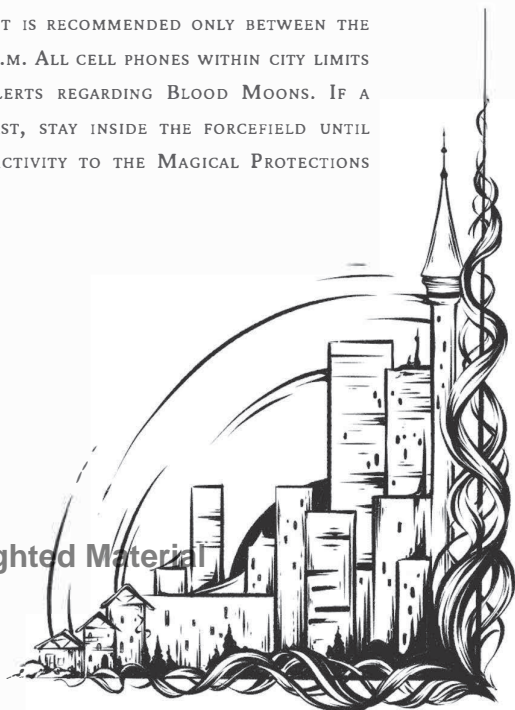 T IS RECOMMENDED ONLY BETWEEN THE
.M. ALL CELL PHONES WITHIN CITY LIMITS
LERTS REGARDING BLOOD MOONS. IF A
ST, STAY INSIDE THE FORCEFIELD UNTIL
CTIVITY TO THE MAGICAL PROTECTIONS
ghted Material